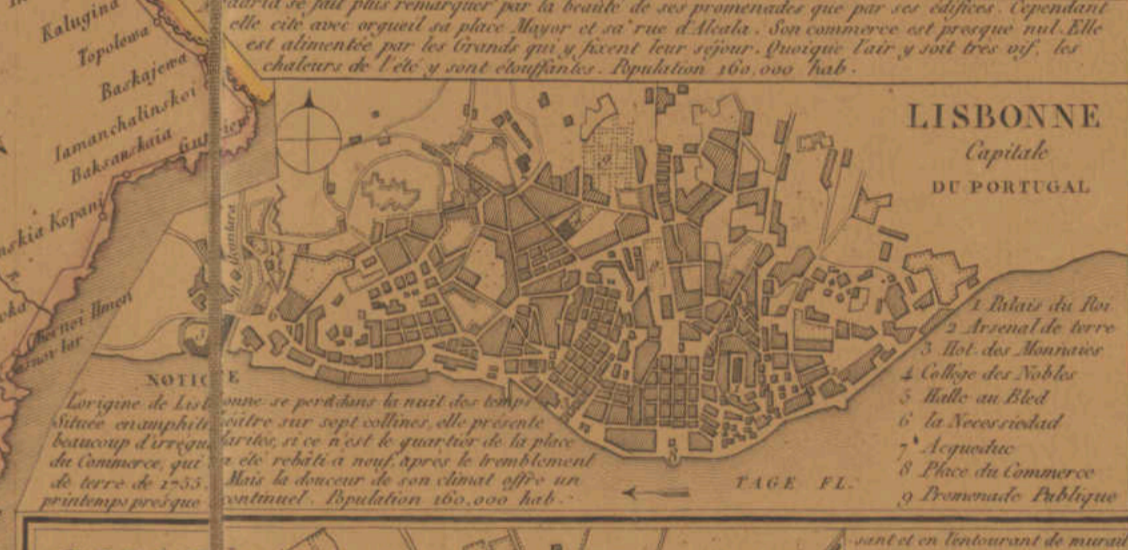 se fait plus remarquer par la beauté de ses promenades que par ses édifices. Cependant
elle cité avec orgueil sa place Mayor et sa rue d'Alcala. Son commerce est presque nul. Elle
est alimentée par les Grands qui y fixent leur séjour. Quoique l'air y soit très vif, les
chaleurs de l'été y sont étouffantes. Population 160,000 hab.
Kalugina
Topolewa
Baskajewa
Iamanchalinskoi
Baksanskaia
Guriew
Kopani
LISBONNE
Capitale
DU PORTUGAL
1 Palais du Roi
2 Arsenal de terre
3 Hot. des Monnaies
4 Collège des Nobles
5 Halle au Bled
6 la Necessiedad
7 Acqueduc
8 Place du Commerce
9 Promenade Publique
NOTICE
L'origine de Lisbonne se perd dans la nuit des temps
Située en amphitéatre sur sept collines, elle présente
beaucoup d'irrégularités, si ce n'est le quartier de la place
du Commerce, qui a été rebâti à neuf, après le tremblement
de terre de 1755. Mais la douceur de son climat offre un
printemps presque continuel. Population 160,000 hab.
TAGE FL.
sant et en l'entourant de murail